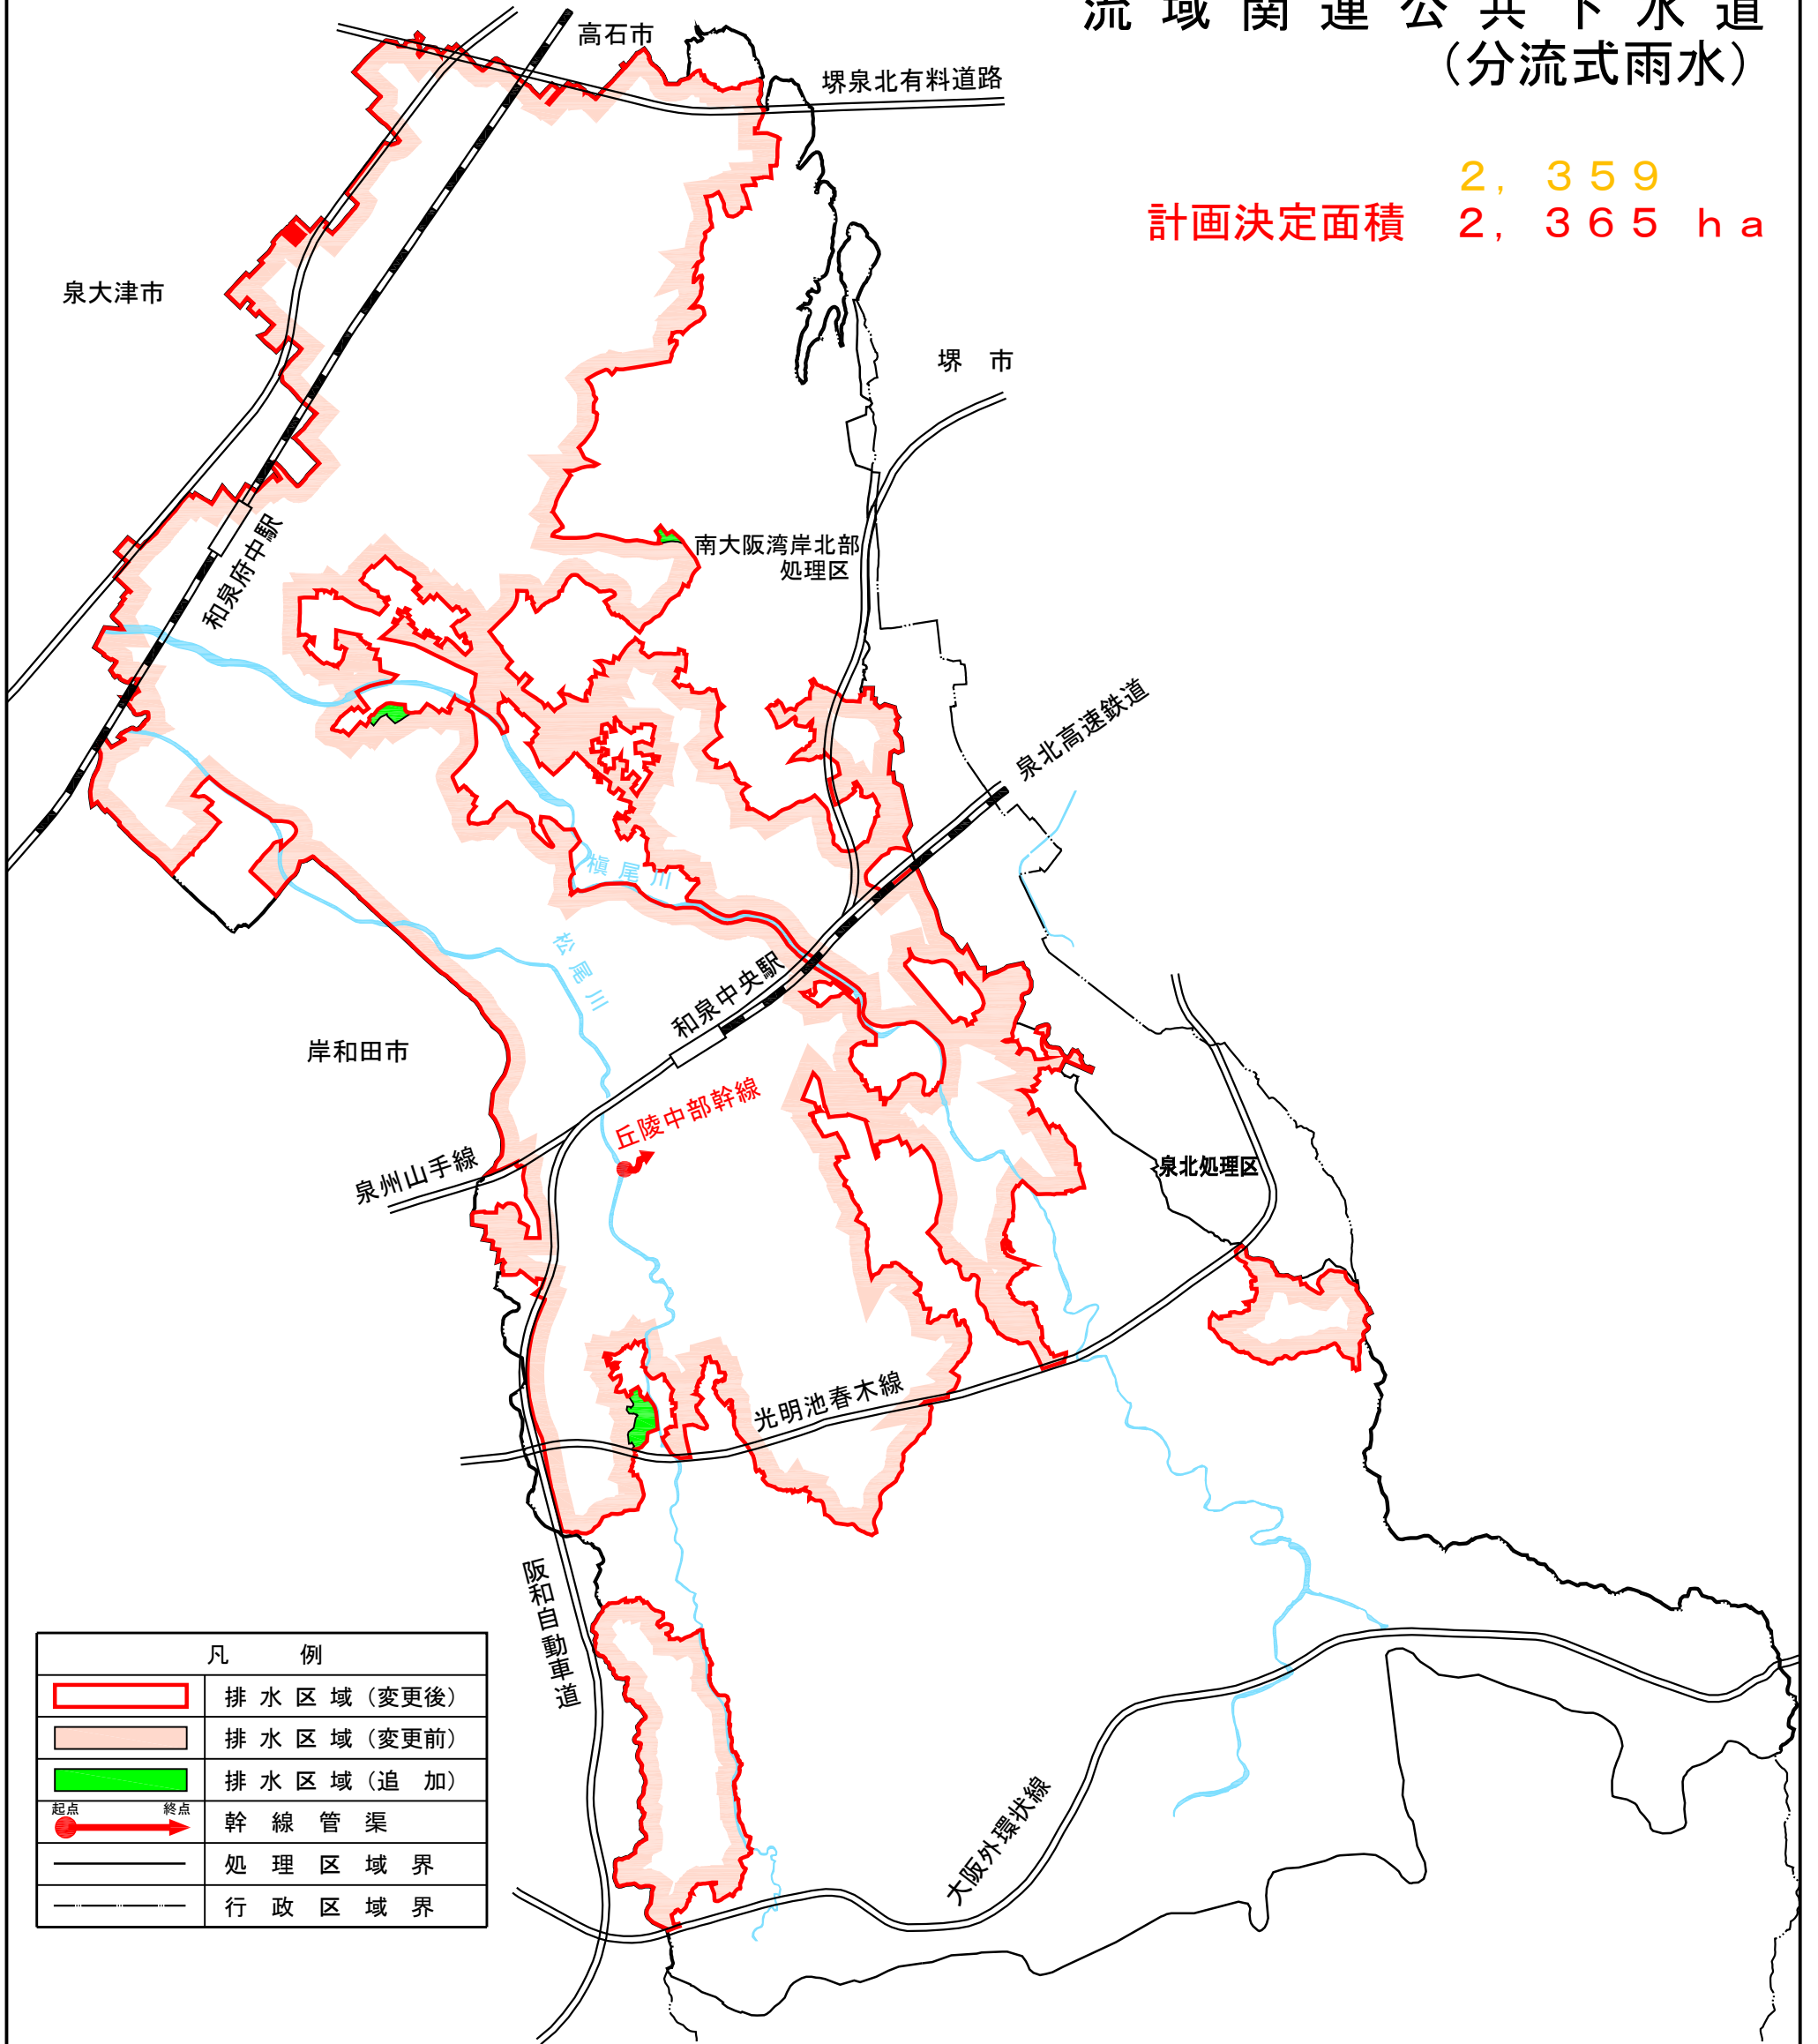 流域関連公共下水道
（分流式雨水）
2，359
計画決定面積 2，365 ha
高石市
堺泉北有料道路
泉大津市
堺 市
和泉府中駅
南大阪湾岸北部
処理区
泉北高速鉄道
槇尾川
松尾川
和泉中央駅
岸和田市
丘陵中部幹線
泉州山手線
泉北処理区
光明池春木線
阪和自動車道
大阪外環状線
凡 例
排水区域（変更後）
排水区域（変更前）
排水区域（追 加）
起点 終点
幹線管渠
処理区域界
行政区域界